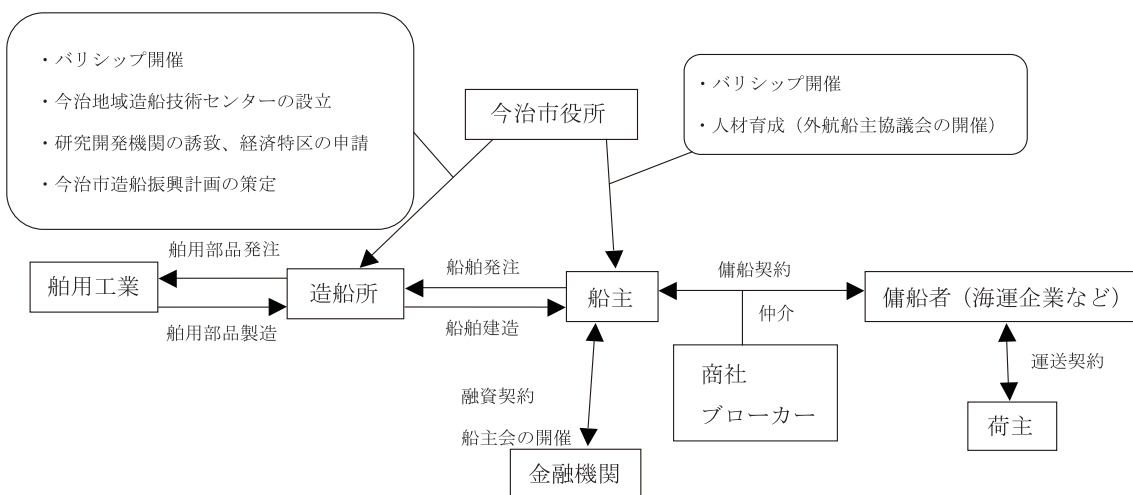 ・バリシップ開催
・今治地域造船技術センターの設立
・研究開発機関の誘致、経済特区の申請
・今治市造船振興計画の策定
今治市役所
・バリシップ開催
・人材育成（外航船主協議会の開催）
舶用部品発注
舶用工業
舶用部品製造
造船所
船舶発注
船舶建造
船主
傭船契約
仲介
傭船者（海運企業など）
商社
ブローカー
運送契約
荷主
融資契約
船主会の開催
金融機関